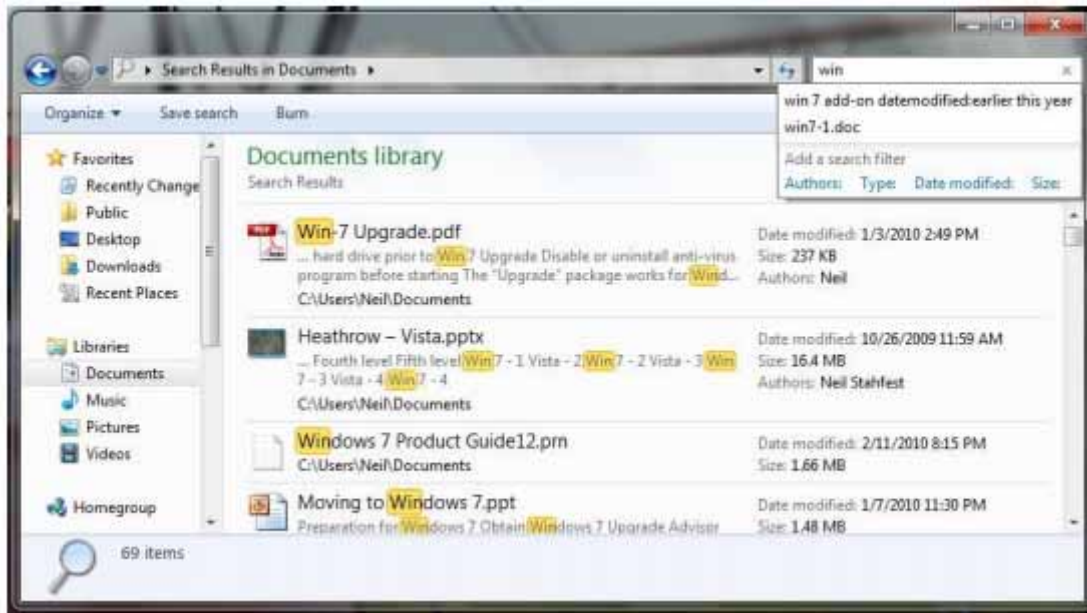 Search Results in Documents
win
win 7 add-on datemodified:earlier this year
win7-1.doc
Add a search filter
Authors: Type: Date modified: Size:
Organize Save search Burn
Favorites
Recently Change
Public
Desktop
Downloads
Recent Places
Libraries
Documents
Music
Pictures
Videos
Homegroup
Documents library
Search Results
Win-7 Upgrade.pdf
... hard drive prior to Win 7 Upgrade Disable or uninstall anti-virus
program before starting The "Upgrade" package works for Wind...
C:\Users\Neil\Documents
Date modified: 1/3/2010 2:49 PM
Size: 237 KB
Authors: Neil
Heathrow – Vista.pptx
... Fourth level Fifth level Win 7 - 1 Vista - 2 Win 7 - 2 Vista - 3 Win
7 - 3 Vista - 4 Win 7 - 4
C:\Users\Neil\Documents
Date modified: 10/26/2009 11:59 AM
Size: 16.4 MB
Authors: Neil Stahfest
Windows 7 Product Guide12.prn
C:\Users\Neil\Documents
Date modified: 2/11/2010 8:15 PM
Size: 1.66 MB
Moving to Windows 7.ppt
Preparation for Windows 7 Obtain Windows 7 Upgrade Advisor
Date modified: 1/7/2010 11:30 PM
Size: 1.48 MB
69 items